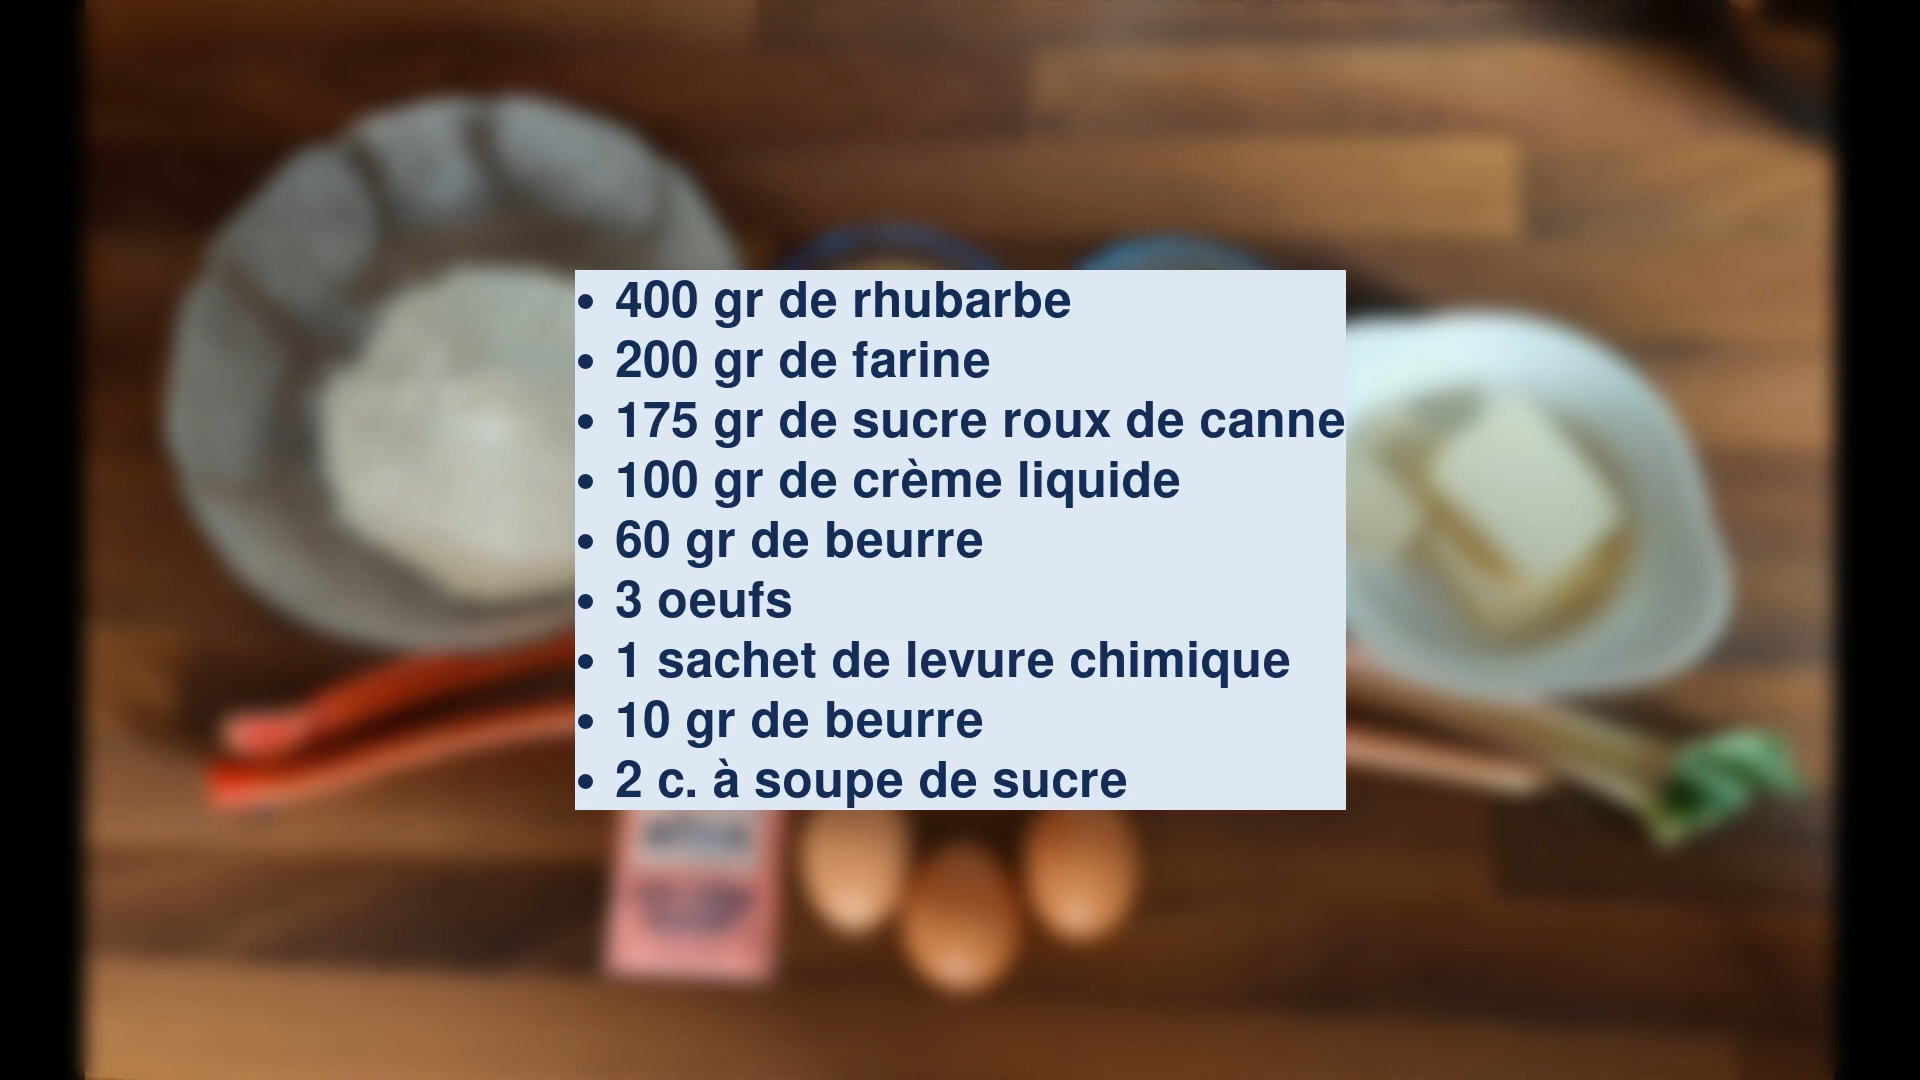 • 400 gr de rhubarbe
• 200 gr de farine
• 175 gr de sucre roux de canne
• 100 gr de crème liquide
• 60 gr de beurre
• 3 oeufs
• 1 sachet de levure chimique
• 10 gr de beurre
• 2 c. à soupe de sucre